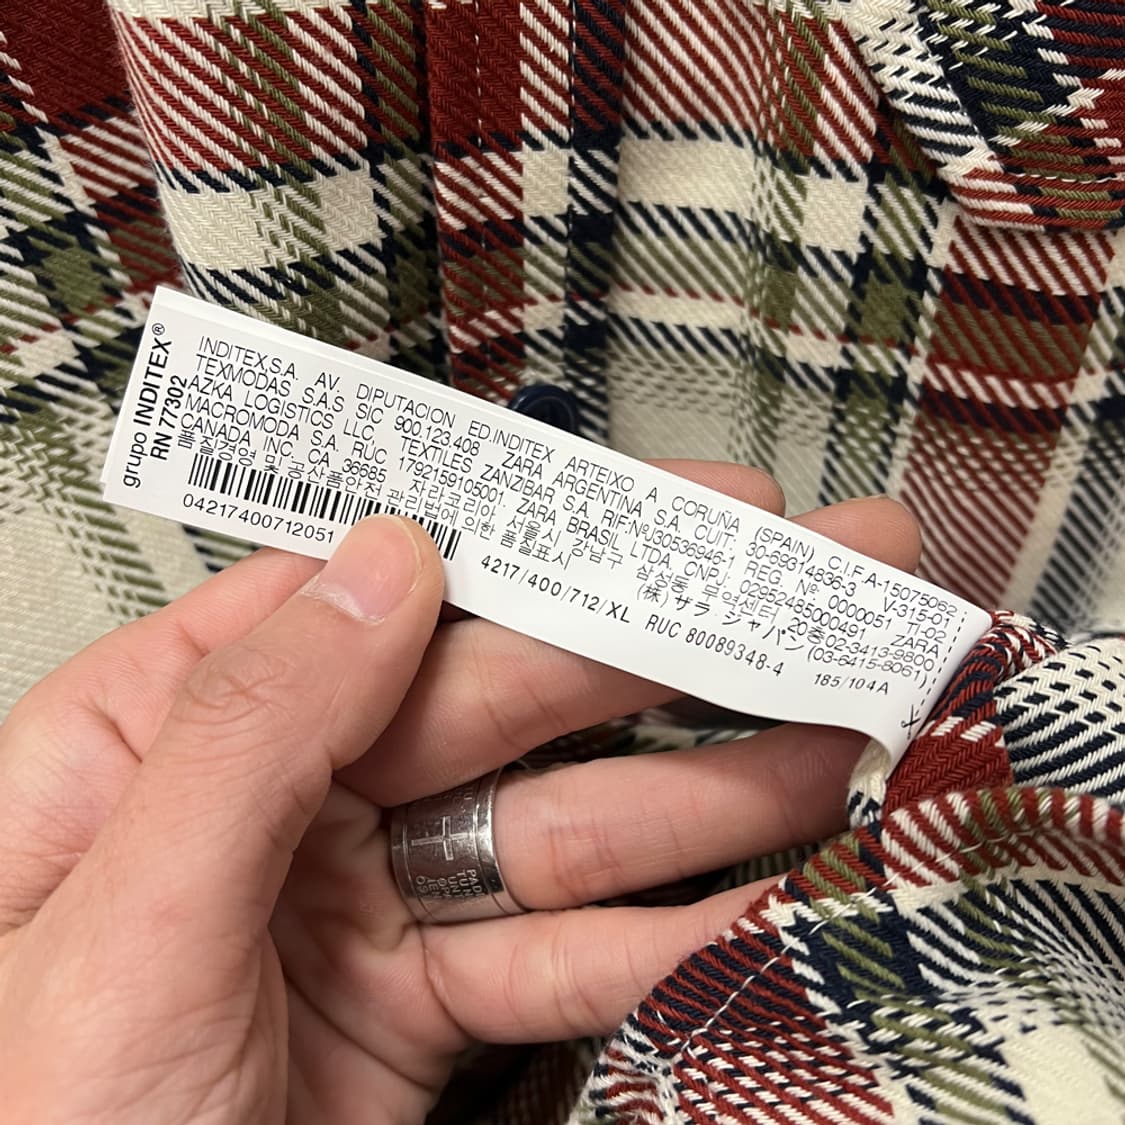 grupo INDITEX®
RN 77302
INDITEX,S.A. AV. DIPUTACION ED.INDITEX ARTEIXO A CORUÑA (SPAIN) C.I.F.A-15075062.
TEXMODAS S.A'S SIC 900.123.408 ZARA ARGENTINA S.A. CUIT: 30-69314836-3 V-315-01
AZKA LOGISTICS LLC, TEXTILES ZANZIBAR S.A. RIF:NºJ30536946-1 REG. Nº 0000051 ZI-02
MACROMODA S.A. RUC 1792159105001. ZARA BRASIL LTDA. CNPJ: 02952485000491 ZARA
CANADA INC. CA 36685 자라코리아 서울시 강남구 삼성동 무역센터 20층 02-3413-9800
품질경영 및 공산품안전 관리법에 의한 품질표시 (株) ザラ ジャパン (03-6415-8061)
04217400712051 4217/400/712/XL RUC 80089348-4 185/104A